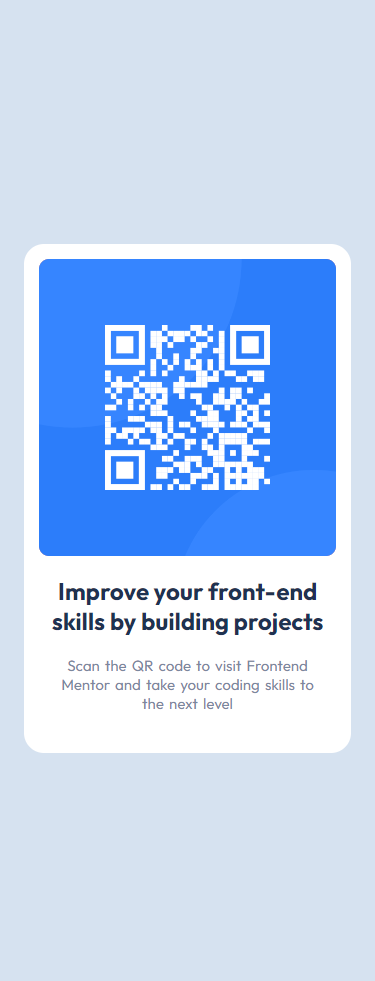 Improve your front-end
skills by building projects
Scan the QR code to visit Frontend
Mentor and take your coding skills to
the next level